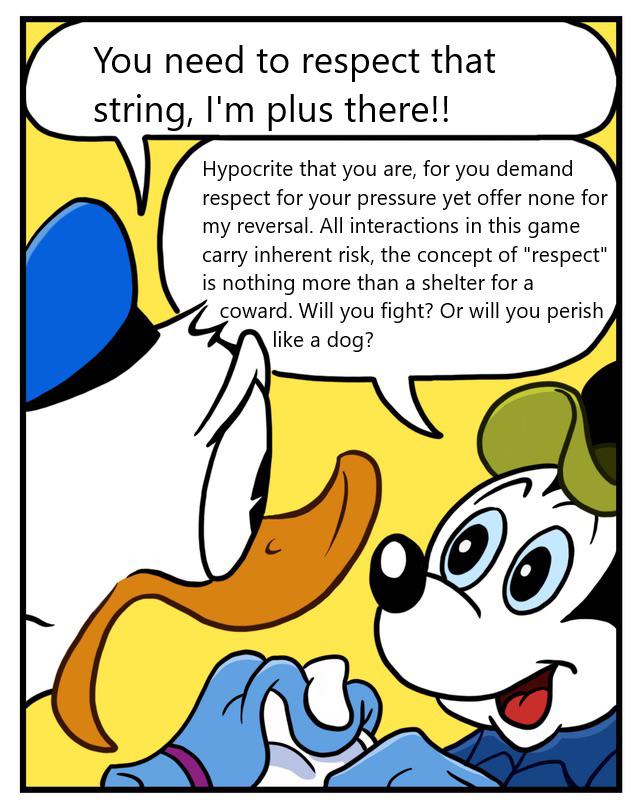 You need to respect that
string, I'm plus there!!
Hypocrite that you are, for you demand
respect for your pressure yet offer none for
my reversal. All interactions in this game
carry inherent risk, the concept of "respect"
is nothing more than a shelter for a
coward. Will you fight? Or will you perish
like a dog?